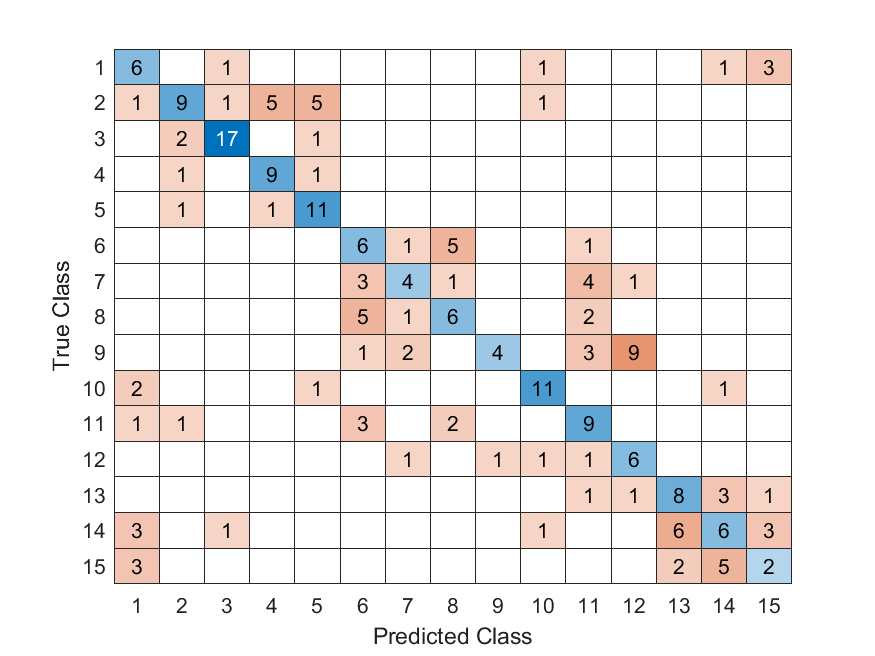 1 6 1 1 1 3
2 1 9 1 5 5 1
3 2 17 1
4 1 9 1
5 1 1 11
6 6 1 5 1
7 3 4 1 4 1
8 5 1 6 2
9 1 2 4 3 9
10 2 1 11 1
11 1 1 3 2 9
12 1 1 1 1 6
13 1 1 8 3 1
14 3 1 1 6 6 3
15 3 2 5 2
1 2 3 4 5 6 7 8 9 10 11 12 13 14 15
Predicted Class
True Class